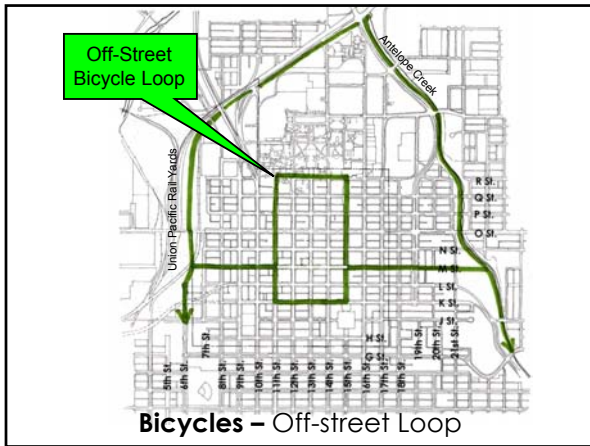 Off-Street
Bicycle Loop
Antelope Creek
Union Pacific Rail Yards
R St.
Q St.
P St.
O St.
N St.
M St.
L St.
K St.
J St.
H St.
G St.
5th St.
6th St.
7th St.
8th St.
9th St.
10th St.
11th St.
12th St.
13th St.
14th St.
15th St.
16th St.
17th St.
18th St.
19th St.
20th St.
21st St.
Bicycles – Off-street Loop